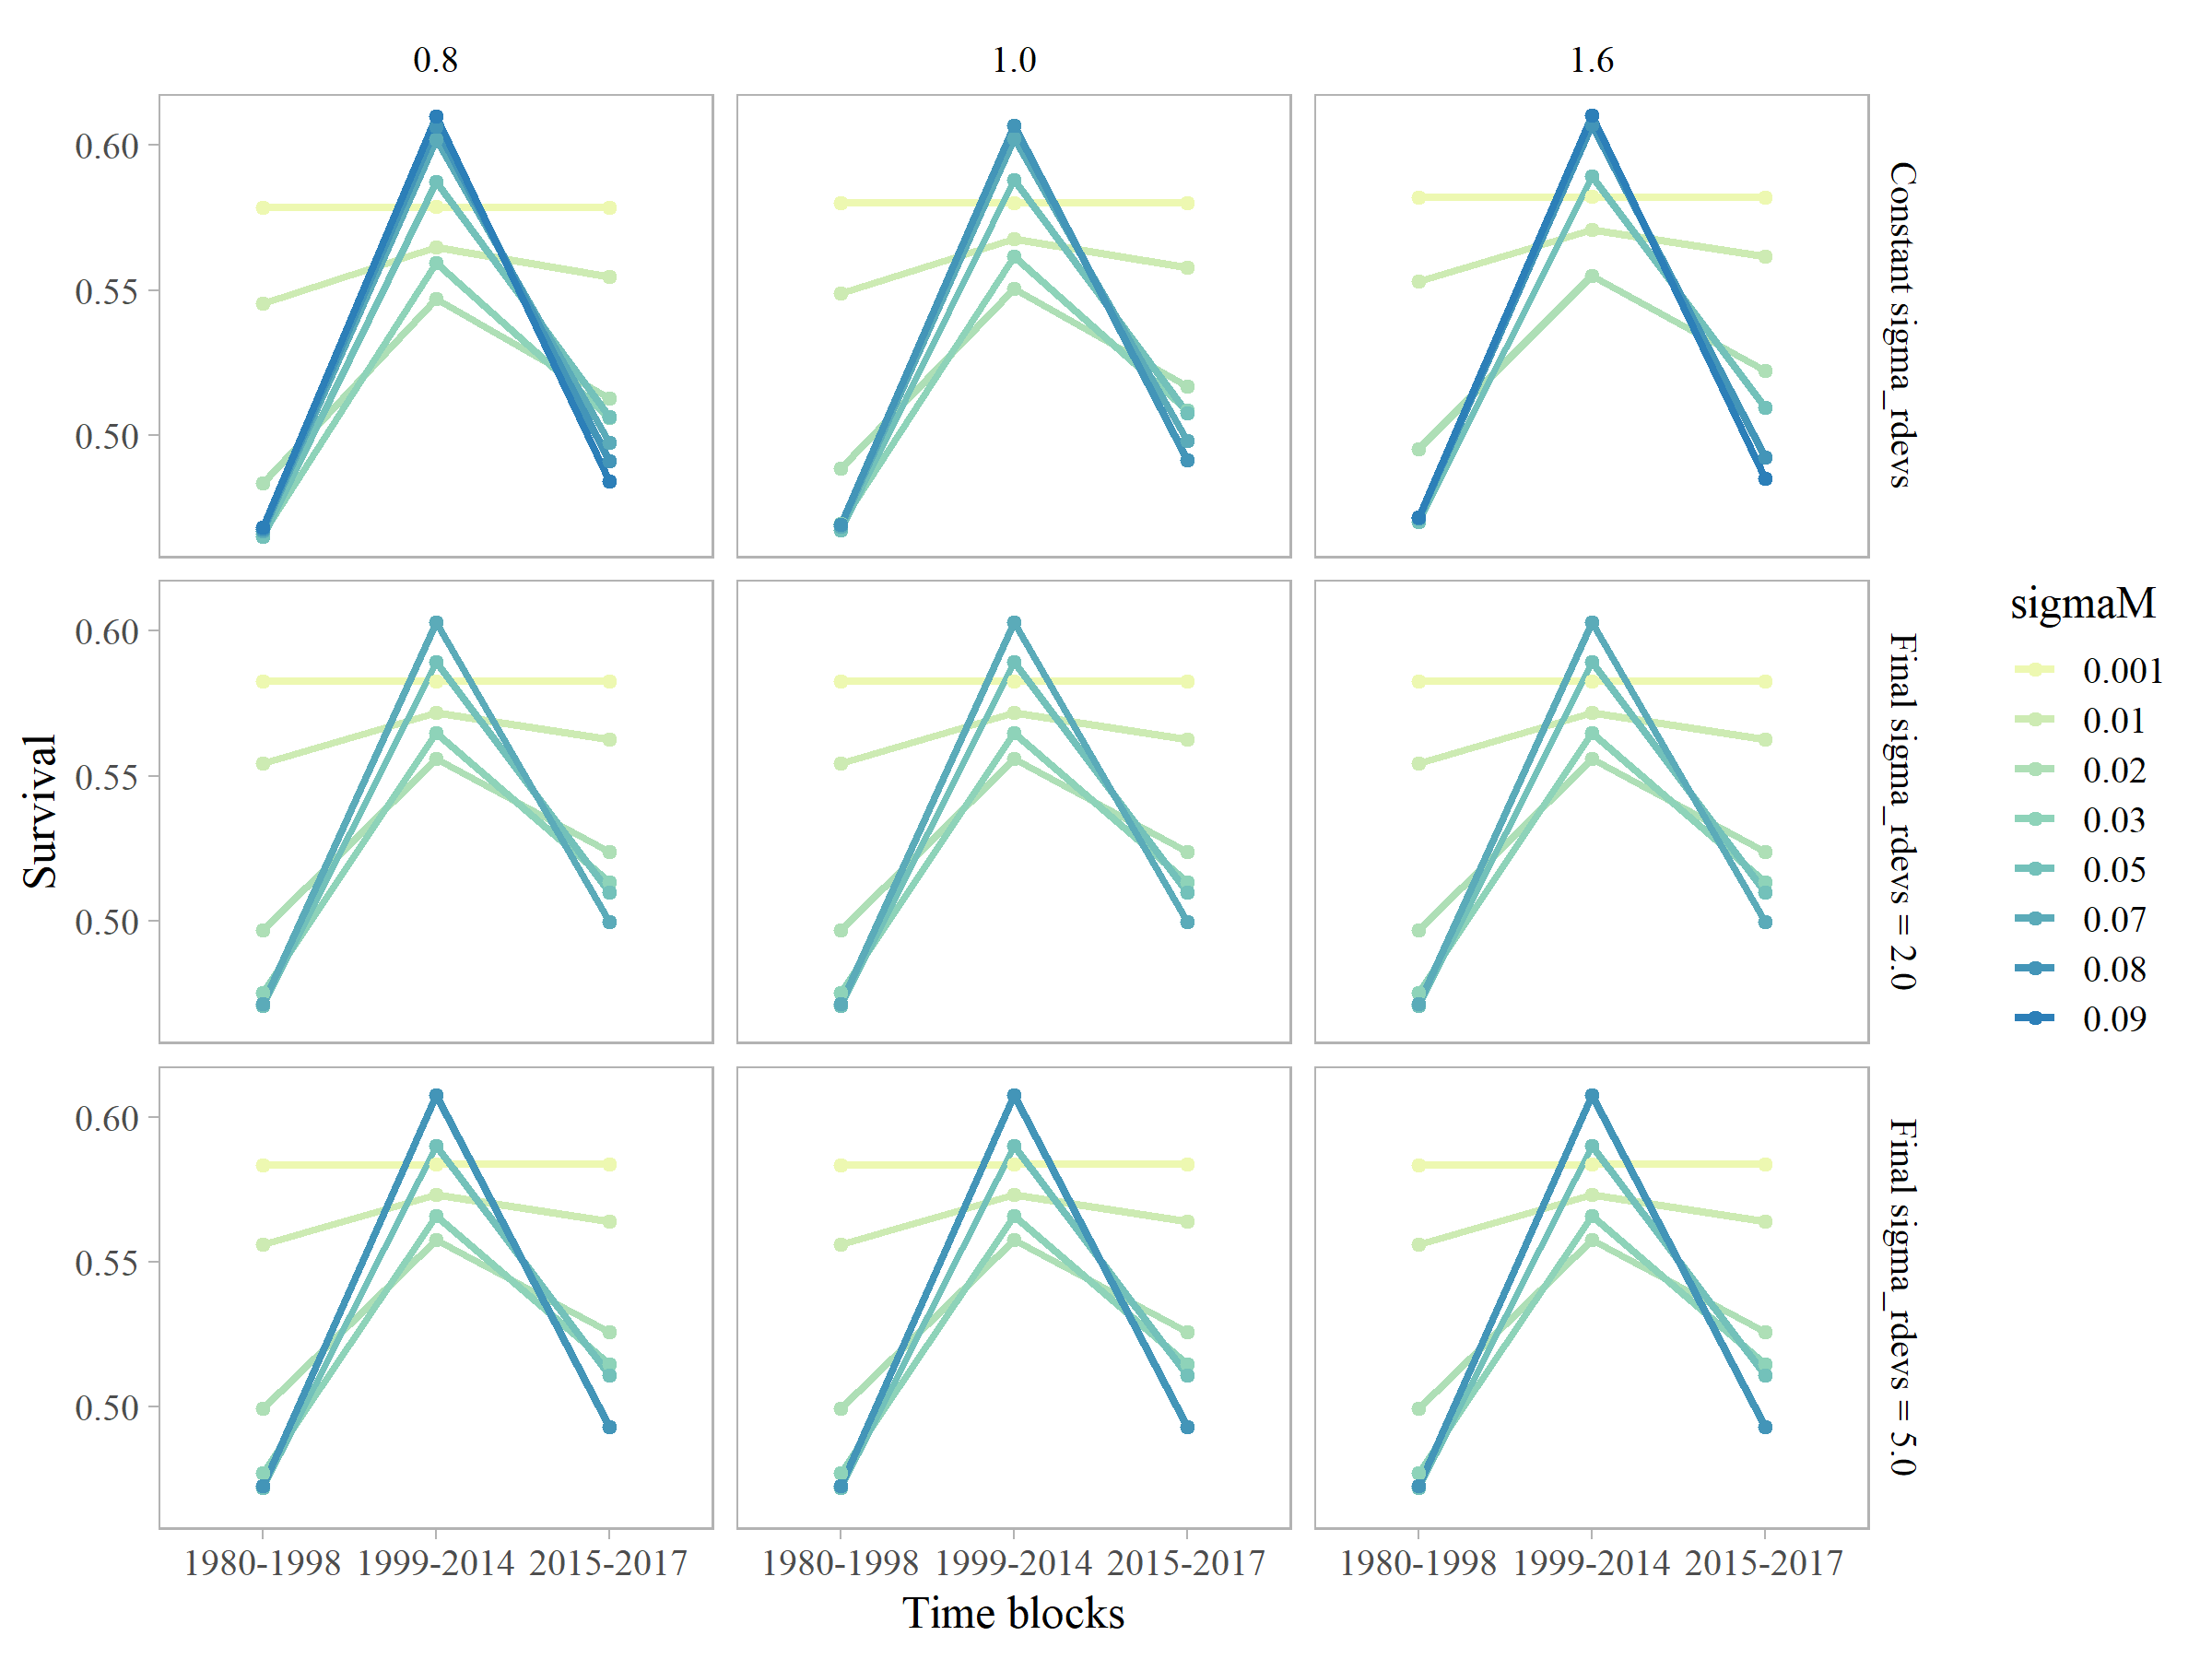 0.8 1.0 1.6
0.60
0.55
0.50
Constant sigma_rdevs
0.60
0.55
0.50
Final sigma_rdevs = 2.0
0.60
0.55
0.50
Final sigma_rdevs = 5.0
Survival
1980-1998 1999-2014 2015-2017 1980-1998 1999-2014 2015-2017 1980-1998 1999-2014 2015-2017
Time blocks
sigmaM
0.001
0.01
0.02
0.03
0.05
0.07
0.08
0.09